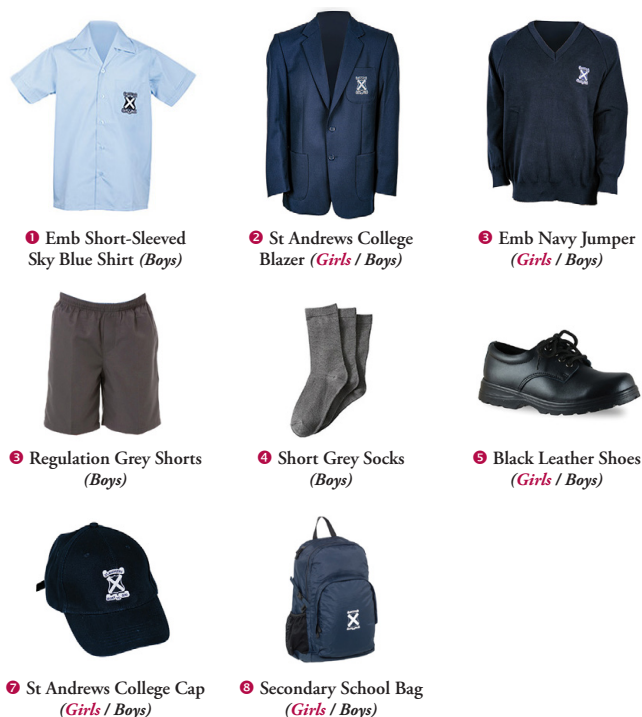 ❶ Emb Short-Sleeved
Sky Blue Shirt (Boys)
❷ St Andrews College
Blazer (Girls / Boys)
❸ Emb Navy Jumper
(Girls / Boys)
❸ Regulation Grey Shorts
(Boys)
❹ Short Grey Socks
(Boys)
❺ Black Leather Shoes
(Girls / Boys)
❼ St Andrews College Cap
(Girls / Boys)
❽ Secondary School Bag
(Girls / Boys)